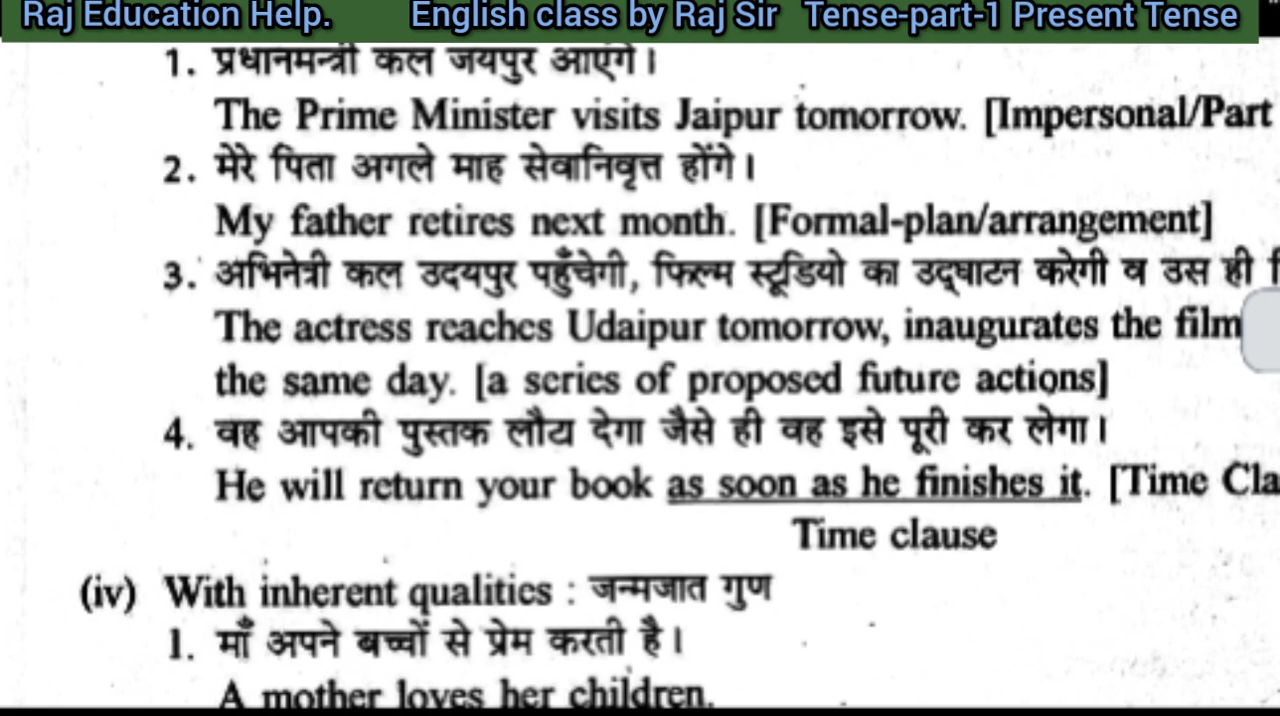 Raj Education Help. English class by Raj Sir Tense-part-1 Present Tense
1. प्रधानमन्त्री कल जयपुर आएंगे।
The Prime Minister visits Jaipur tomorrow. [Impersonal/Part
2. मेरे पिता अगले माह सेवानिवृत्त होंगे।
My father retires next month. [Formal-plan/arrangement]
3. अभिनेत्री कल उदयपुर पहुँचेगी, फिल्म स्टूडियो का उद्घाटन करेगी व उस ही
The actress reaches Udaipur tomorrow, inaugurates the film
the same day. [a series of proposed future actions]
4. वह आपकी पुस्तक लौटा देगा जैसे ही वह इसे पूरी कर लेगा।
He will return your book as soon as he finishes it. [Time Cla
Time clause
(iv) With inherent qualities : जन्मजात गुण
1. माँ अपने बच्चों से प्रेम करती है।
A mother loves her children.